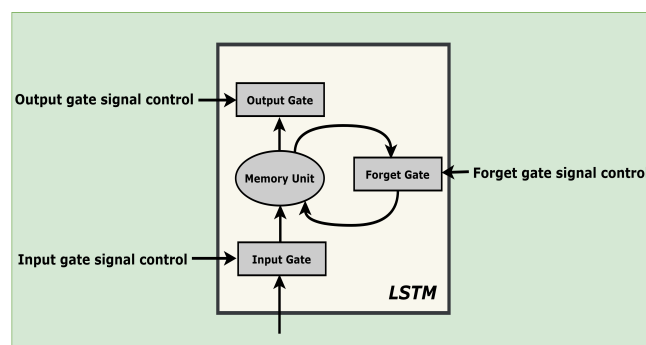 Output gate signal control
Output Gate
Memory Unit
Forget Gate
Forget gate signal contro
Input gate signal control
Input Gate
LSTM